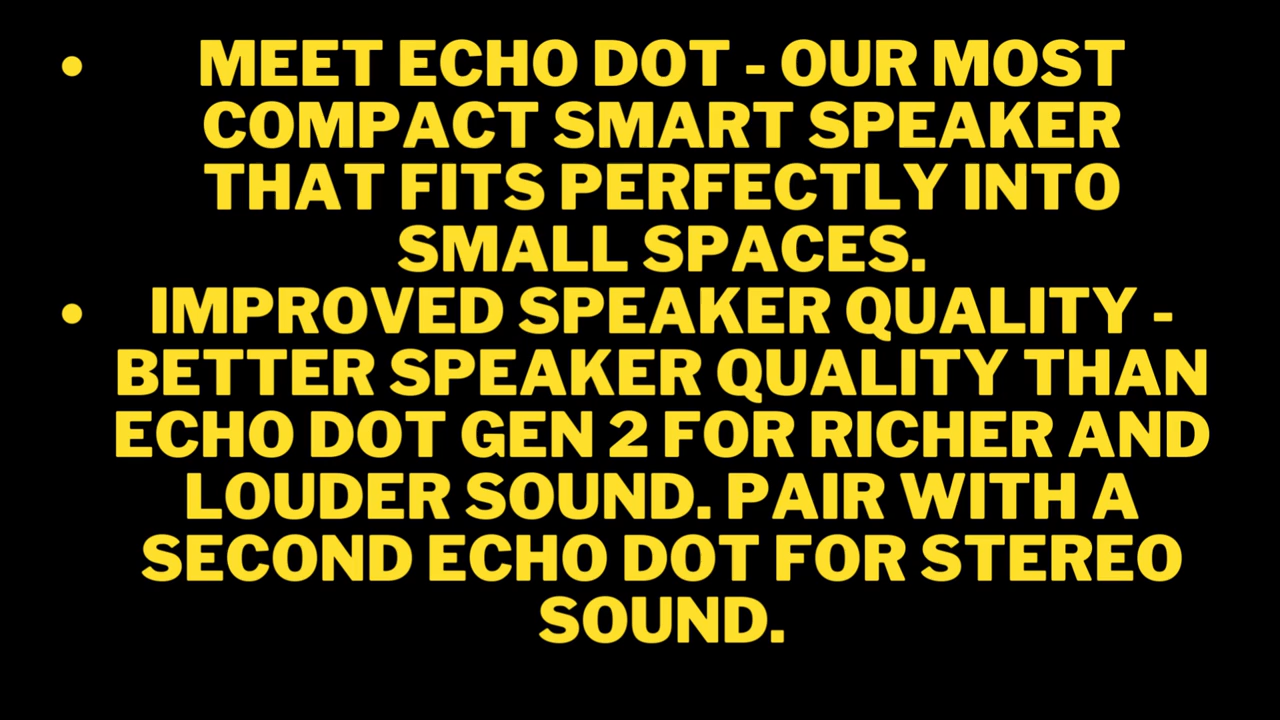 • MEET ECHO DOT - OUR MOST
COMPACT SMART SPEAKER
THAT FITS PERFECTLY INTO
SMALL SPACES.
• IMPROVED SPEAKER QUALITY -
BETTER SPEAKER QUALITY THAN
ECHO DOT GEN 2 FOR RICHER AND
LOUDER SOUND. PAIR WITH A
SECOND ECHO DOT FOR STEREO
SOUND.